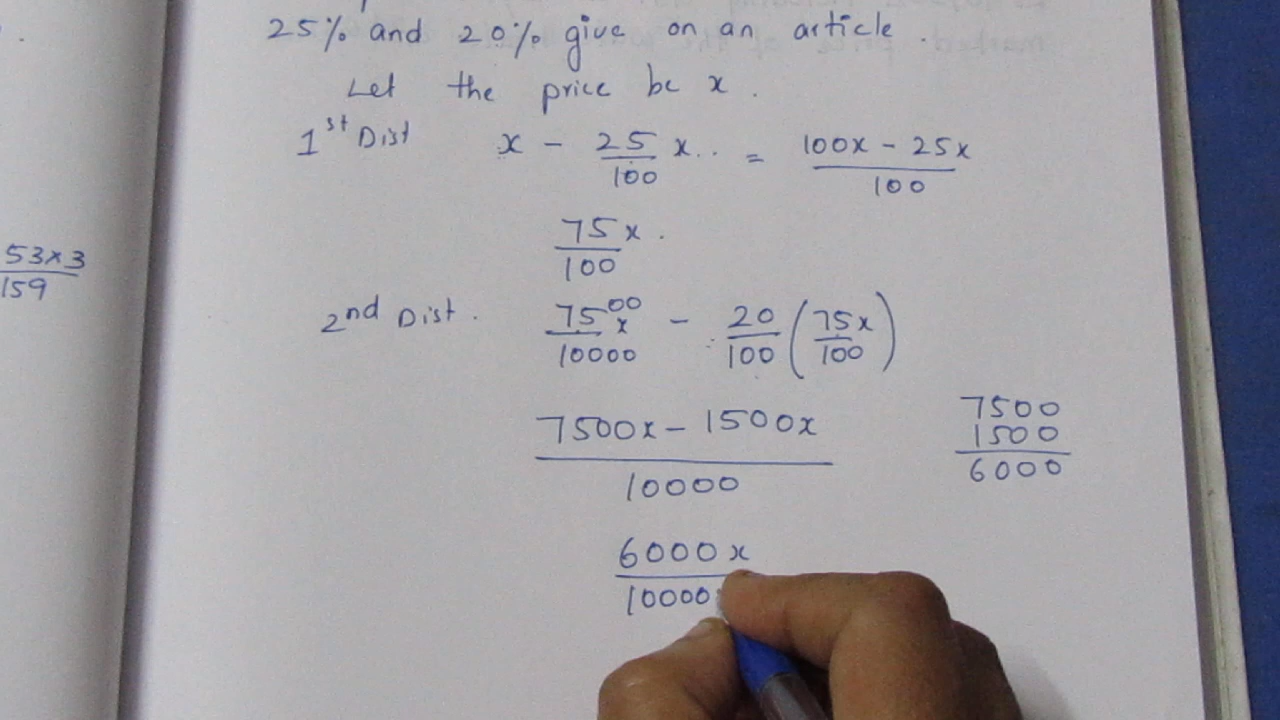 25% and 20% give on an article.
Let the price be x.
1st Dist x - 25/100 x.. = 100x - 25x/100
75x/100.
53x3/159
2nd Dist. 7500x/10000 - 20/100 (75x/100)
7500x - 1500x/10000
7500
1500
6000
6000x/10000